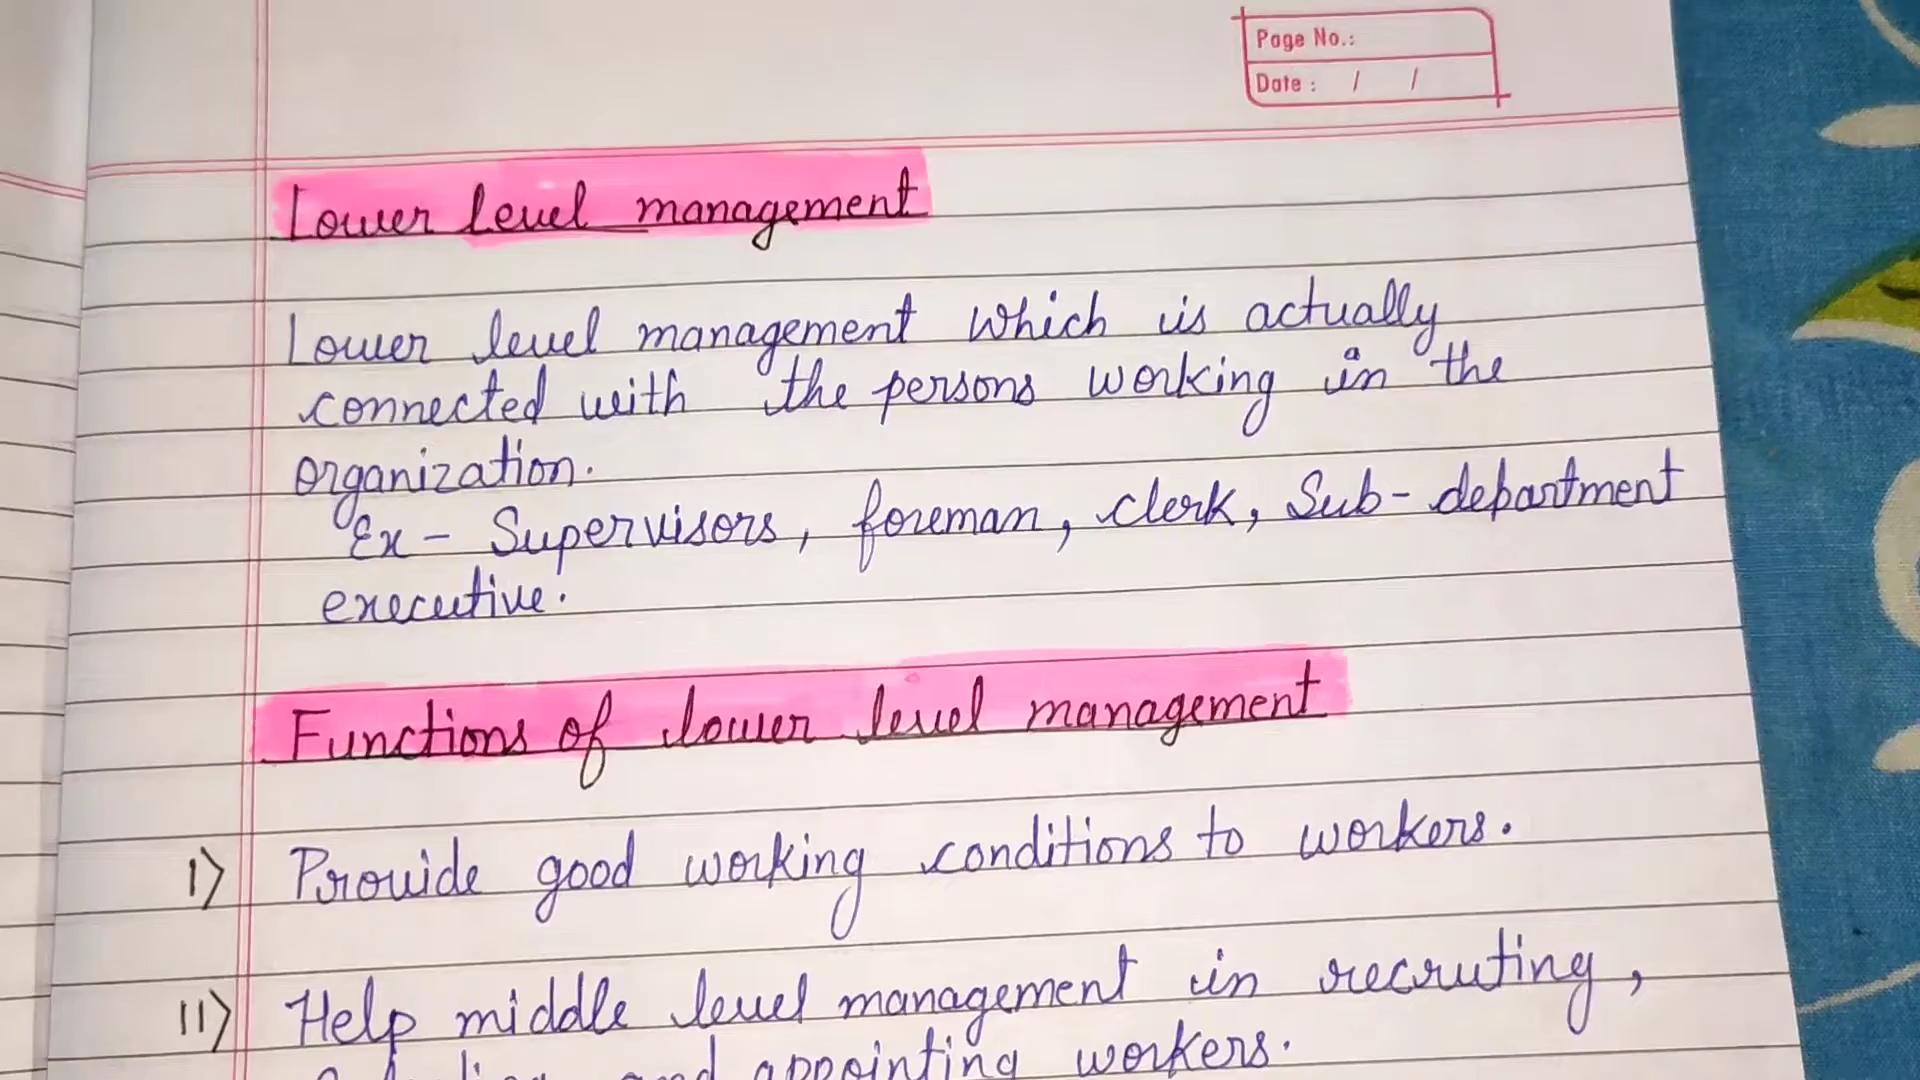 Page No.:
Date : / /
Lower level management
Lower level management which is actually
connected with the persons working in the
organization.
Ex - Supervisors, foreman, clerk, Sub-department
executive.
Functions of lower level management
I) Provide good working conditions to workers.
II) Help middle level management in recruting,
and appointing workers.